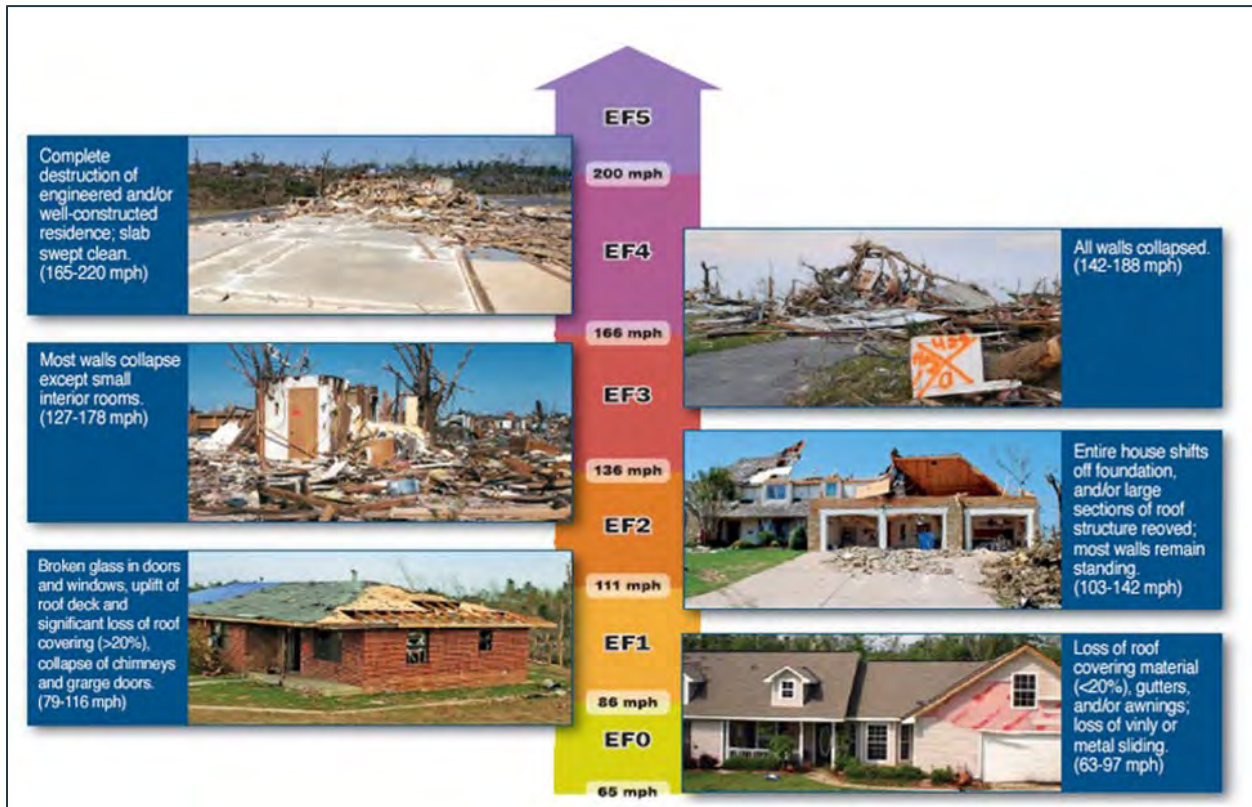 EF5
200 mph
EF4
166 mph
EF3
136 mph
EF2
111 mph
EF1
86 mph
EF0
65 mph
Complete
destruction of
engineered and/or
well-constructed
residence; slab
swept clean.
(165-220 mph)
All walls collapsed.
(142-188 mph)
Most walls collapse
except small
interior rooms.
(127-178 mph)
Entire house shifts
off foundation,
and/or large
sections of roof
structure reoved;
most walls remain
standing.
(103-142 mph)
Broken glass in doors
and windows, uplift of
roof deck and
significant loss of roof
covering (>20%),
collapse of chimneys
and grarge doors.
(79-116 mph)
Loss of roof
covering material
(<20%), gutters,
and/or awnings;
loss of vinly or
metal sliding.
(63-97 mph)